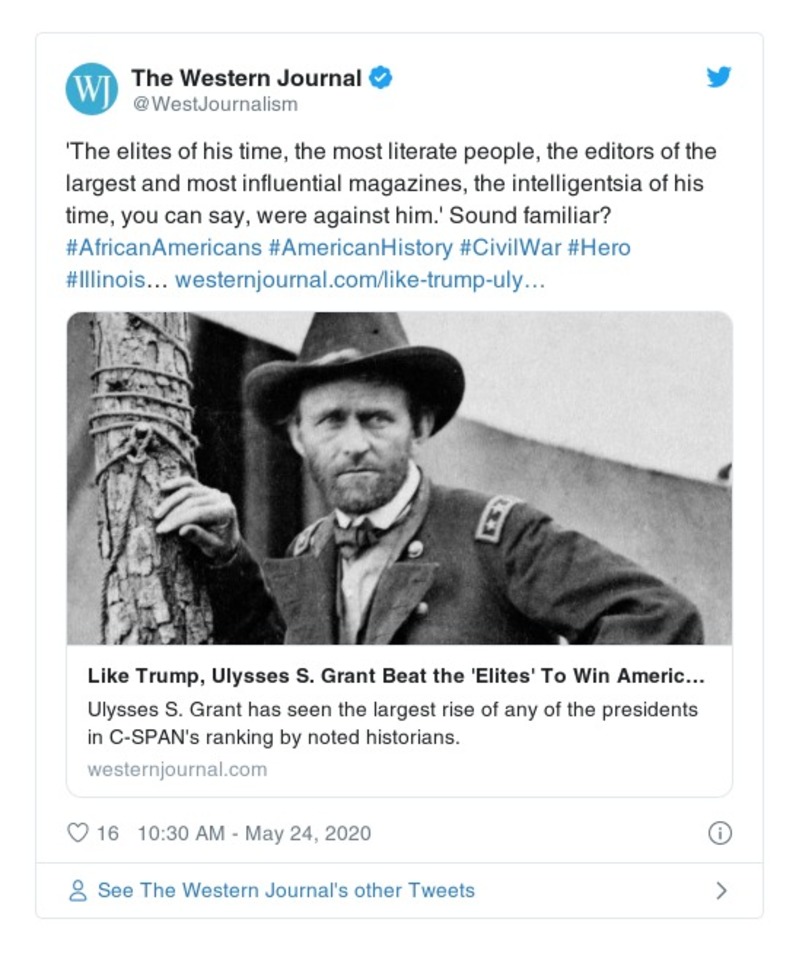 WJ
The Western Journal
@WestJournalism
'The elites of his time, the most literate people, the editors of the
largest and most influential magazines, the intelligentsia of his
time, you can say, were against him.' Sound familiar?
#AfricanAmericans #AmericanHistory #CivilWar #Hero
#Illinois… westernjournal.com/like-trump-uly…
Like Trump, Ulysses S. Grant Beat the 'Elites' To Win Americ...
Ulysses S. Grant has seen the largest rise of any of the presidents
in C-SPAN's ranking by noted historians.
westernjournal.com
16 10:30 AM - May 24, 2020
See The Western Journal's other Tweets